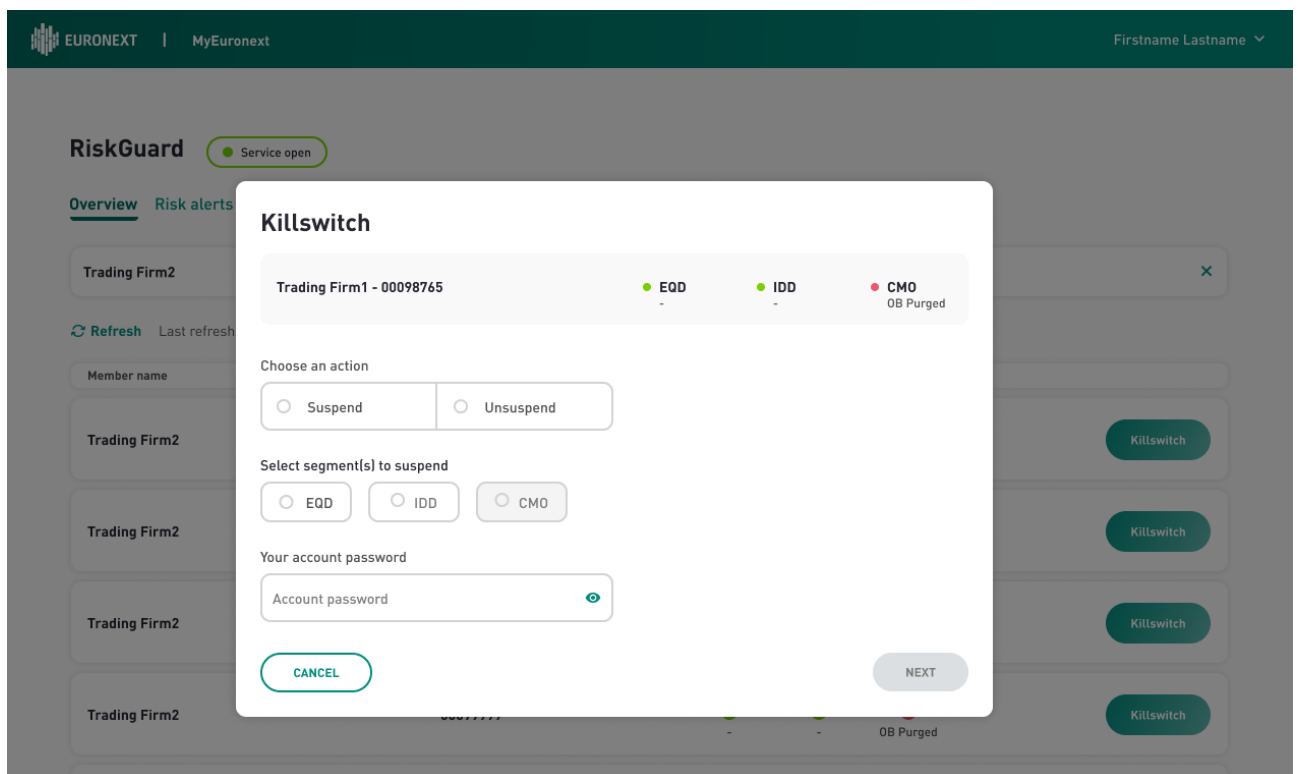 EURONEXT | MyEuronext Firstname Lastname
RiskGuard Service open
Overview Risk alerts
Killswitch
Trading Firm2
Trading Firm1 - 00098765 EQD IDD CMO
- - OB Purged
Refresh Last refresh
Choose an action
Member name
Suspend Unsuspend
Trading Firm2 Killswitch
Select segment(s) to suspend
EQD IDD CMO
Trading Firm2 Killswitch
Your account password
Account password
Trading Firm2 Killswitch
CANCEL NEXT
Trading Firm2 Killswitch
- - OB Purged